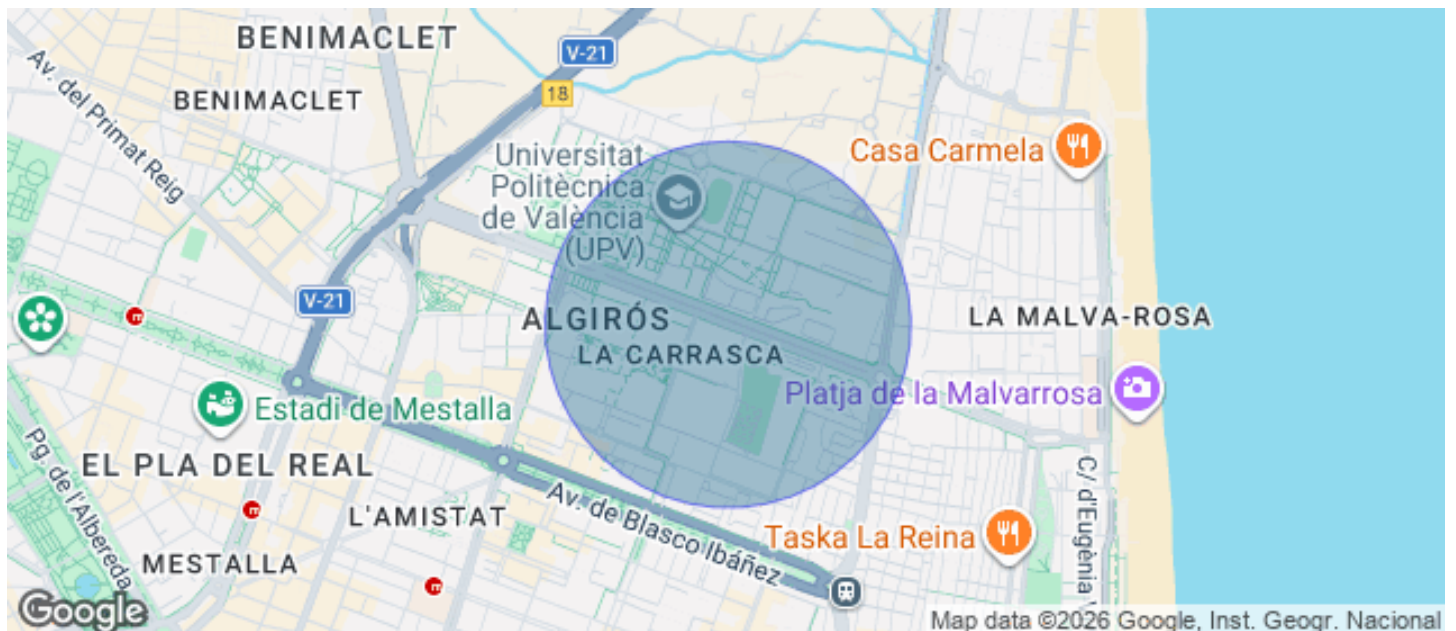 BENIMACLET
V-21
Av. del Primat Reig
BENIMACLET
18
Universitat
Politècnica
de València
(UPV)
Casa Carmela
V-21
ALGIRÓS
LA CARRASCA
LA MALVA-ROSA
Platja de la Malvarrosa
Estadi de Mestalla
EL PLA DEL REAL
Pg. de l'Albereda
L'AMISTAT
Av. de Blasco Ibáñez
Taska La Reina
C/ d'Eugènia
MESTALLA
Google
Map data ©2026 Google, Inst. Geogr. Nacional